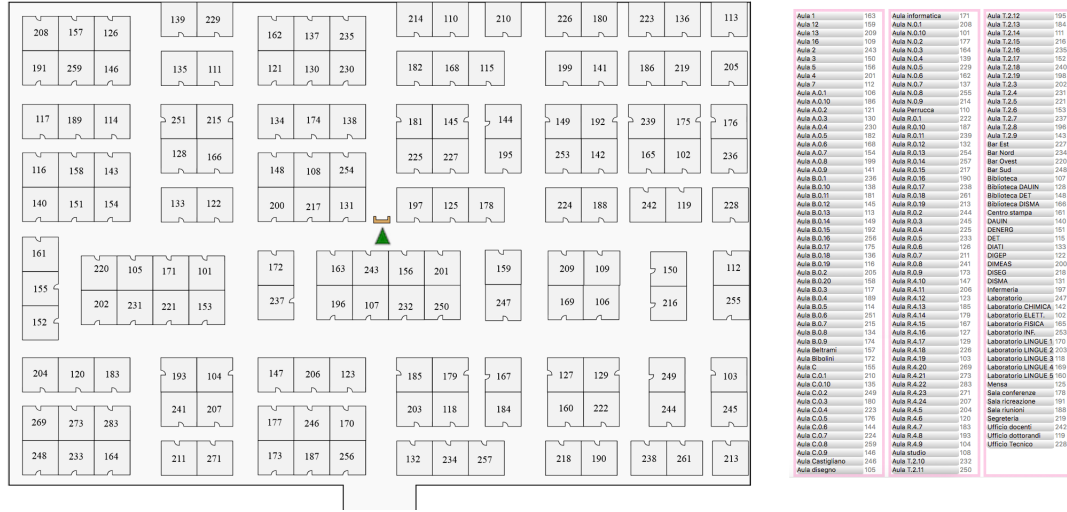 139 229 214 110 210 226 180 223 136 113
208 157 126 162 137 235
191 259 146 135 111 121 130 230 182 168 115 199 141 186 219 205
117 189 114 251 215 134 174 138 181 145 144 149 192 239 175 176
128 166 225 227 195 253 142 165 102 236
116 158 143 148 108 254
140 151 154 133 122 200 217 131 197 125 178 224 188 242 119 228
161
220 105 171 101 172 163 243 156 201 159 209 109 150 112
155
202 231 221 153 237 196 107 232 250 247 169 106 216 255
152
204 120 183 193 104 147 206 123 185 179 167 127 129 249 103
241 207 203 118 184 160 222 244 245
269 273 283 177 246 170
248 233 164 211 271 173 187 256 132 234 257 218 190 238 261 213
Aula 1 163
Aula 12 159
Aula 13 209
Aula 16 109
Aula 2 243
Aula 3 150
Aula 5 156
Aula 4 201
Aula 7 112
Aula A.0.1 106
Aula A.0.10 186
Aula A.0.2 121
Aula A.0.3 130
Aula A.0.4 230
Aula A.0.5 182
Aula A.0.6 168
Aula A.0.7 154
Aula A.0.8 199
Aula A.0.9 141
Aula B.0.1 236
Aula B.0.10 138
Aula B.0.11 181
Aula B.0.12 145
Aula B.0.13 113
Aula B.0.14 149
Aula B.0.15 192
Aula B.0.16 256
Aula B.0.17 175
Aula B.0.18 136
Aula B.0.19 116
Aula B.0.2 205
Aula B.0.20 158
Aula B.0.3 117
Aula B.0.4 189
Aula B.0.5 114
Aula B.0.6 251
Aula B.0.7 215
Aula B.0.8 134
Aula B.0.9 174
Aula Beltrami 157
Aula Bibolini 172
Aula C 155
Aula C.0.1 210
Aula C.0.10 135
Aula C.0.2 249
Aula C.0.3 180
Aula C.0.4 223
Aula C.0.5 176
Aula C.0.6 144
Aula C.0.7 224
Aula C.0.8 259
Aula C.0.9 146
Aula Castigliano 246
Aula disegno 105
Aula informatica 171
Aula N.0.1 208
Aula N.0.10 101
Aula N.0.2 177
Aula N.0.3 164
Aula N.0.4 139
Aula N.0.5 229
Aula N.0.6 162
Aula N.0.7 137
Aula N.0.8 255
Aula N.0.9 214
Aula Perrucca 110
Aula R.0.1 222
Aula R.0.10 187
Aula R.0.11 239
Aula R.0.12 132
Aula R.0.13 254
Aula R.0.14 257
Aula R.0.15 217
Aula R.0.16 190
Aula R.0.17 238
Aula R.0.18 261
Aula R.0.19 213
Aula R.0.2 244
Aula R.0.3 245
Aula R.0.4 225
Aula R.0.5 233
Aula R.0.6 126
Aula R.0.7 211
Aula R.0.8 241
Aula R.0.9 173
Aula R.4.10 147
Aula R.4.11 206
Aula R.4.12 123
Aula R.4.13 185
Aula R.4.14 179
Aula R.4.15 167
Aula R.4.16 127
Aula R.4.17 129
Aula R.4.18 226
Aula R.4.19 103
Aula R.4.20 269
Aula R.4.21 273
Aula R.4.22 283
Aula R.4.23 271
Aula R.4.24 207
Aula R.4.5 204
Aula R.4.6 120
Aula R.4.7 183
Aula R.4.8 193
Aula R.4.9 104
Aula studio 108
Aula T.2.10 232
Aula T.2.11 250
Aula T.2.12 195
Aula T.2.13 184
Aula T.2.14 111
Aula T.2.15 216
Aula T.2.16 235
Aula T.2.17 152
Aula T.2.18 240
Aula T.2.19 198
Aula T.2.3 202
Aula T.2.4 231
Aula T.2.5 221
Aula T.2.6 153
Aula T.2.7 237
Aula T.2.8 196
Aula T.2.9 143
Bar Est 227
Bar Nord 234
Bar Ovest 220
Bar Sud 248
Biblioteca 107
Biblioteca DAUIN 128
Biblioteca DET 148
Biblioteca DISMA 166
Centro stampa 161
DAUIN 140
DENERG 151
DET 115
DIATI 133
DIGEP 122
DIMEAS 200
DISEG 218
DISMA 131
Infermeria 197
Laboratorio 247
Laboratorio CHIMICA 142
Laboratorio ELETT. 102
Laboratorio FISICA 165
Laboratorio INF. 253
Laboratorio LINGUE 1 170
Laboratorio LINGUE 2 203
Laboratorio LINGUE 3 118
Laboratorio LINGUE 4 169
Laboratorio LINGUE 5 160
Mensa 125
Sala conferenze 178
Sala ricreazione 191
Sala riunioni 188
Segreteria 219
Ufficio docenti 242
Ufficio dottorandi 119
Ufficio Tecnico 228